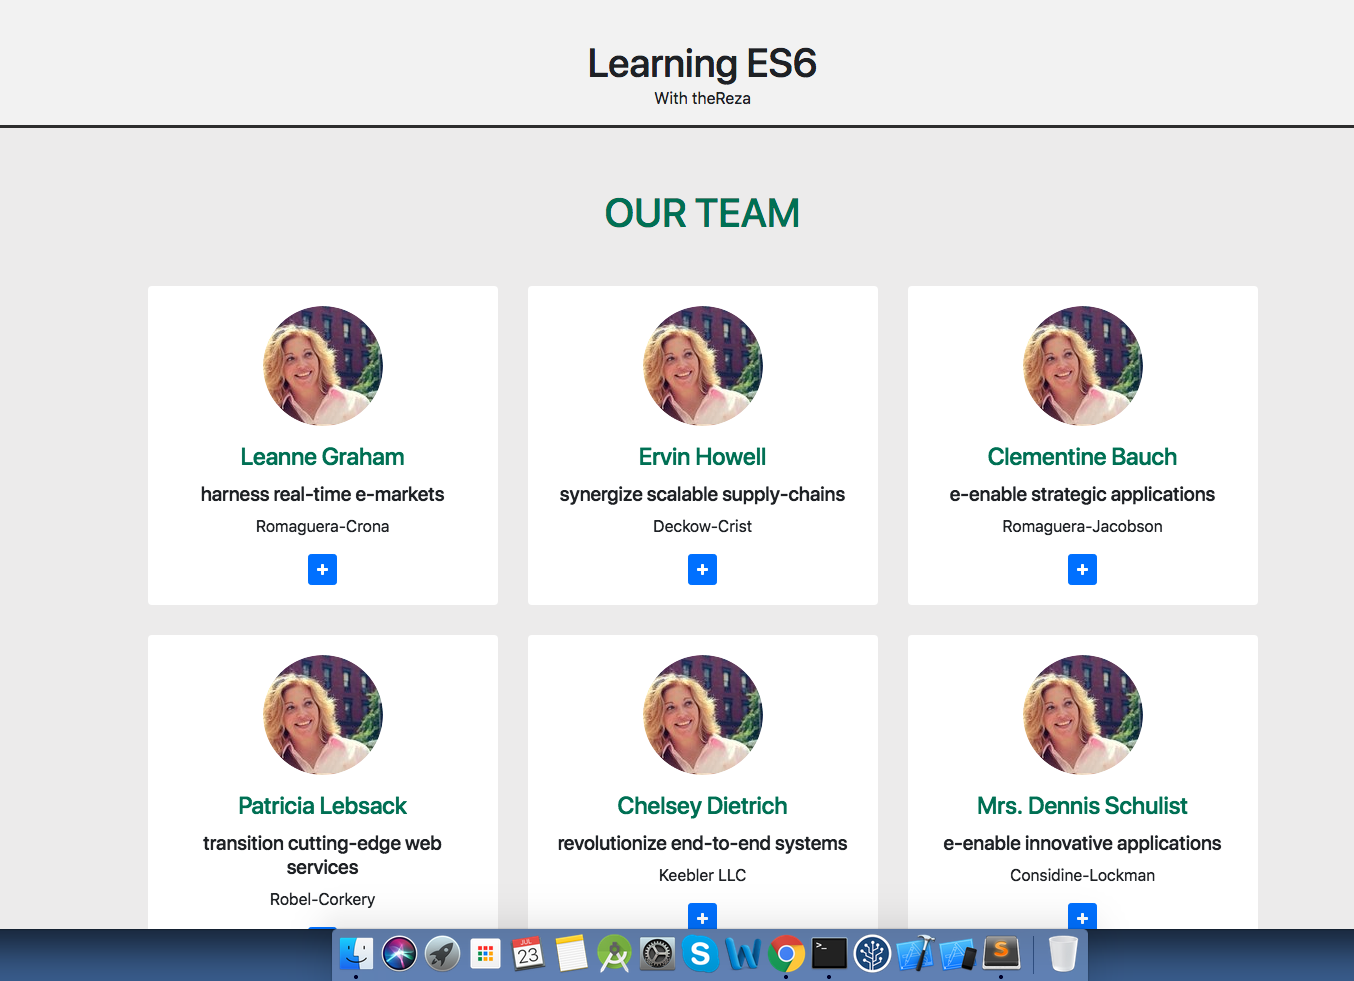 Learning ES6
With theReza
OUR TEAM
Leanne Graham
harness real-time e-markets
Romaguera-Crona
+
Ervin Howell
synergize scalable supply-chains
Deckow-Crist
+
Clementine Bauch
e-enable strategic applications
Romaguera-Jacobson
+
Patricia Lebsack
transition cutting-edge web
services
Robel-Corkery
Chelsey Dietrich
revolutionize end-to-end systems
Keebler LLC
+
Mrs. Dennis Schulist
e-enable innovative applications
Considine-Lockman
+
JUL
23
S
W
>_
S